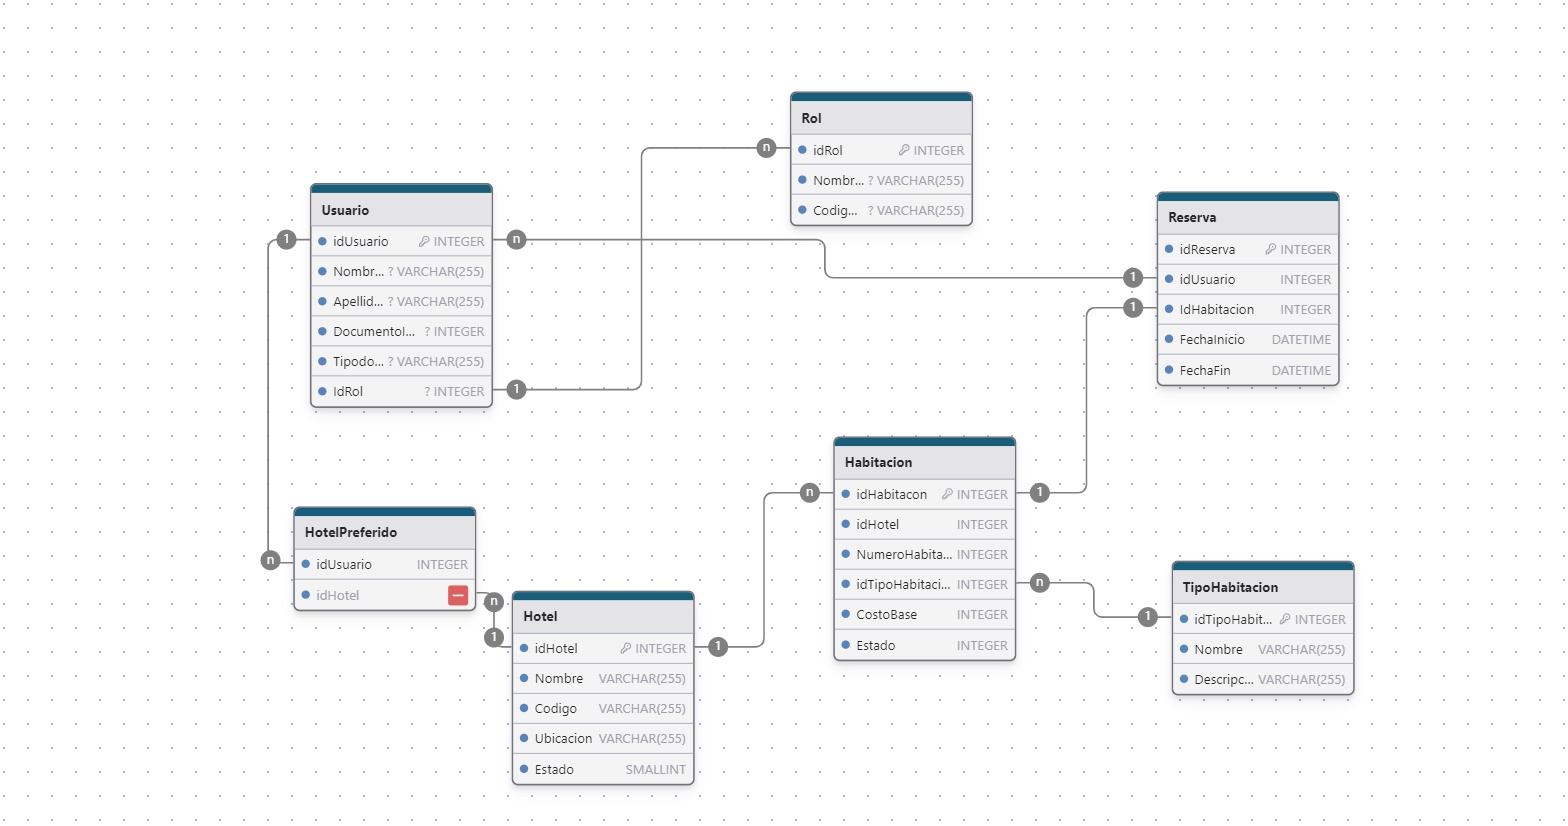 Rol
idRol INTEGER
Nombr... ? VARCHAR(255)
Codig... ? VARCHAR(255)
Usuario
idUsuario INTEGER
Nombr... ? VARCHAR(255)
Apellid... ? VARCHAR(255)
DocumentoI... ? INTEGER
Tipodo... ? VARCHAR(255)
IdRol ? INTEGER
Reserva
idReserva INTEGER
idUsuario INTEGER
IdHabitacion INTEGER
FechaInicio DATETIME
FechaFin DATETIME
n
1
n
1
1
1
Habitacion
idHabitacon INTEGER
idHotel INTEGER
NumeroHabita... INTEGER
idTipoHabitaci... INTEGER
CostoBase INTEGER
Estado INTEGER
n
1
n
1
HotelPreferido
idUsuario INTEGER
idHotel
n
n
1
1
Hotel
idHotel INTEGER
Nombre VARCHAR(255)
Codigo VARCHAR(255)
Ubicacion VARCHAR(255)
Estado SMALLINT
TipoHabitacion
idTipoHabit... INTEGER
Nombre VARCHAR(255)
Descripc... VARCHAR(255)